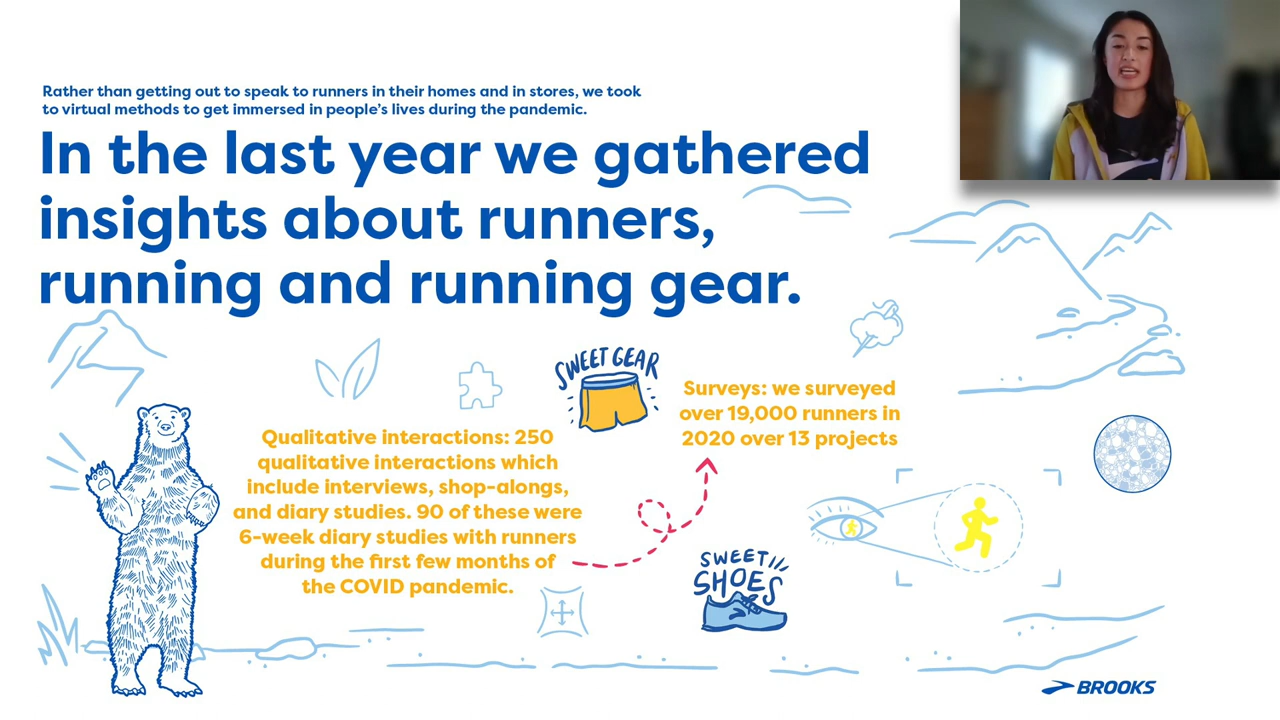 Rather than getting out to speak to runners in their homes and in stores, we took
to virtual methods to get immersed in people's lives during the pandemic.
In the last year we gathered
insights about runners,
running and running gear.
SWEET GEAR
Surveys: we surveyed
over 19,000 runners in
2020 over 13 projects
Qualitative interactions: 250
qualitative interactions which
include interviews, shop-alongs,
and diary studies. 90 of these were
6-week diary studies with runners
during the first few months of
the COVID pandemic.
SWEET
SHOES
BROOKS